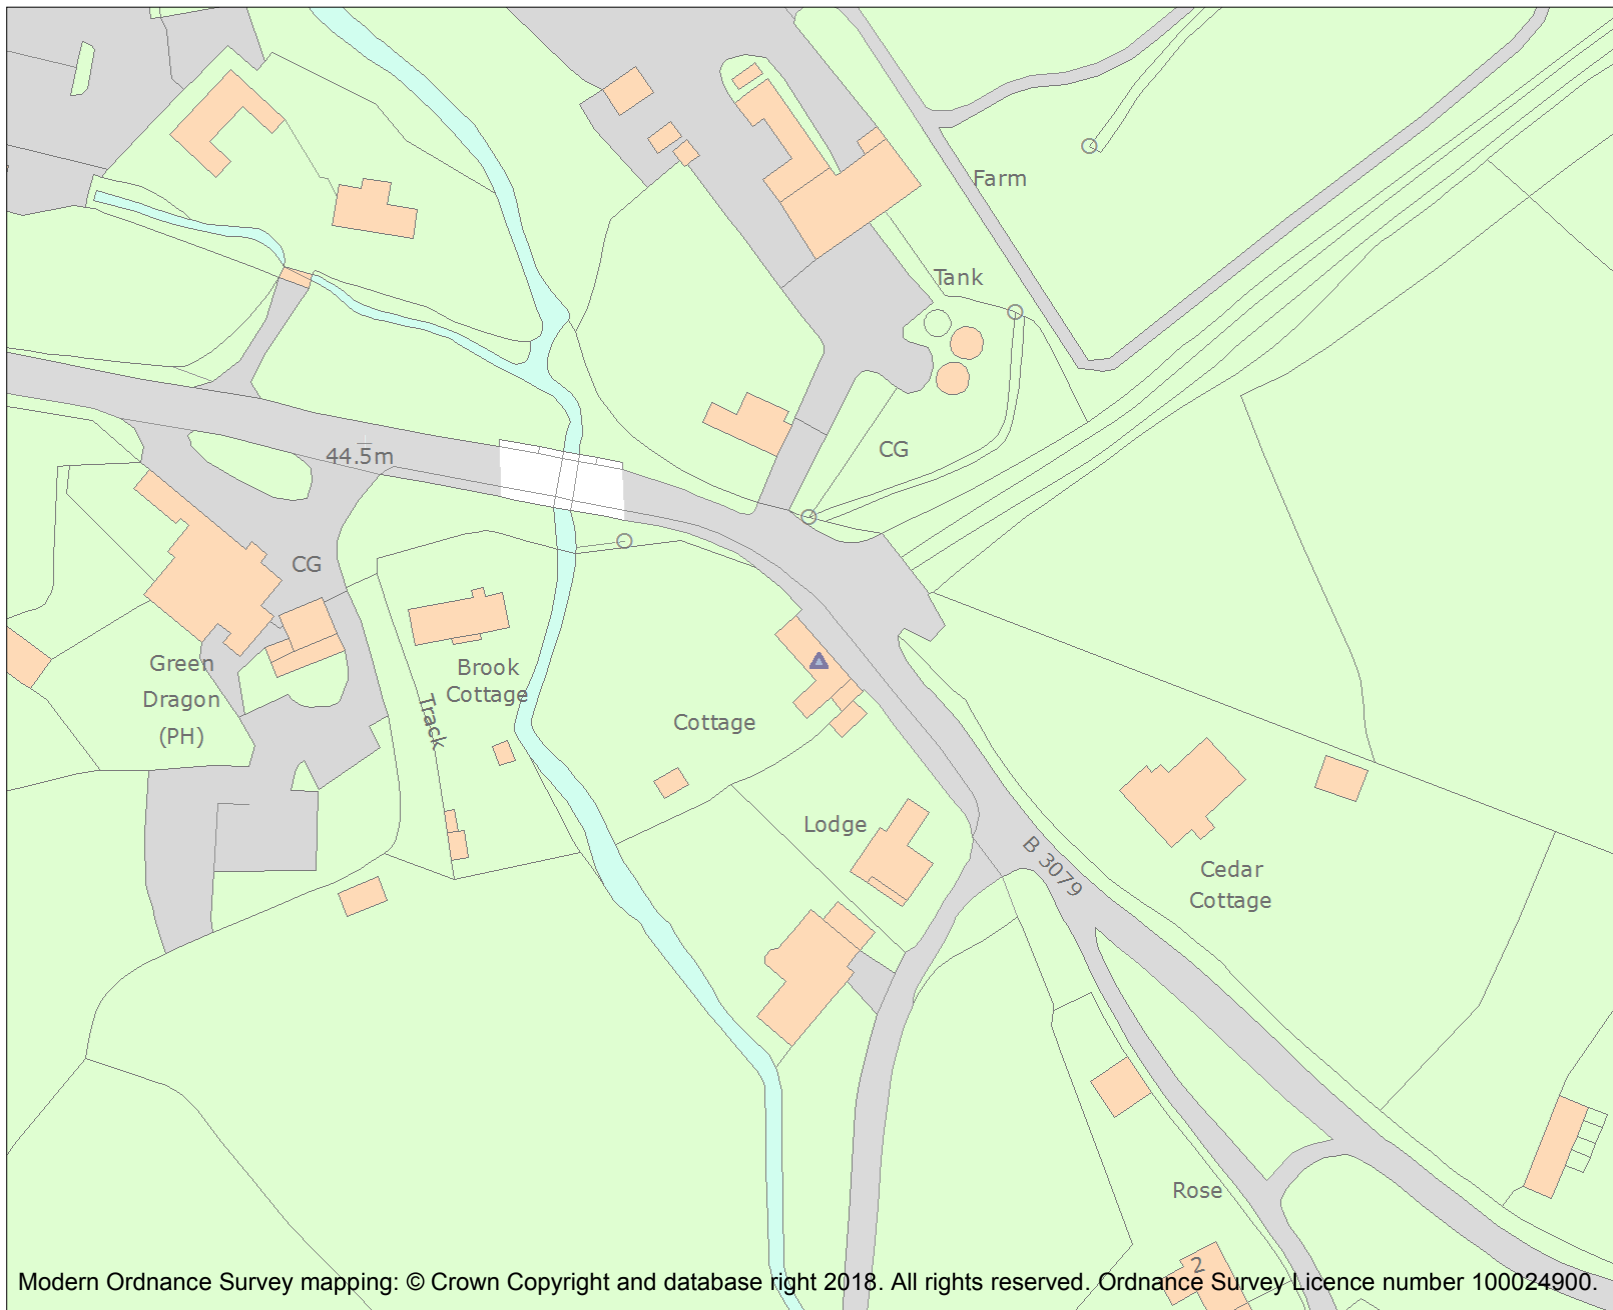 Farm
Tank
CG
44.5m
CG
Green
Dragon
(PH)
Brook
Cottage
Track
Cottage
Lodge
B 3079
Cedar
Cottage
Rose
2
Modern Ordnance Survey mapping: © Crown Copyright and database right 2018. All rights reserved. Ordnance Survey Licence number 100024900.